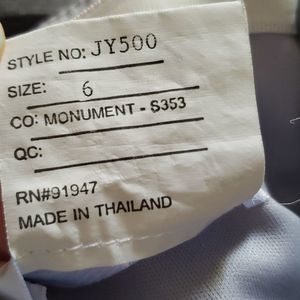 STYLE NO: JY500
SIZE: 6
CO: MONUMENT - S353
QC:
RN#91947
MADE IN THAILAND